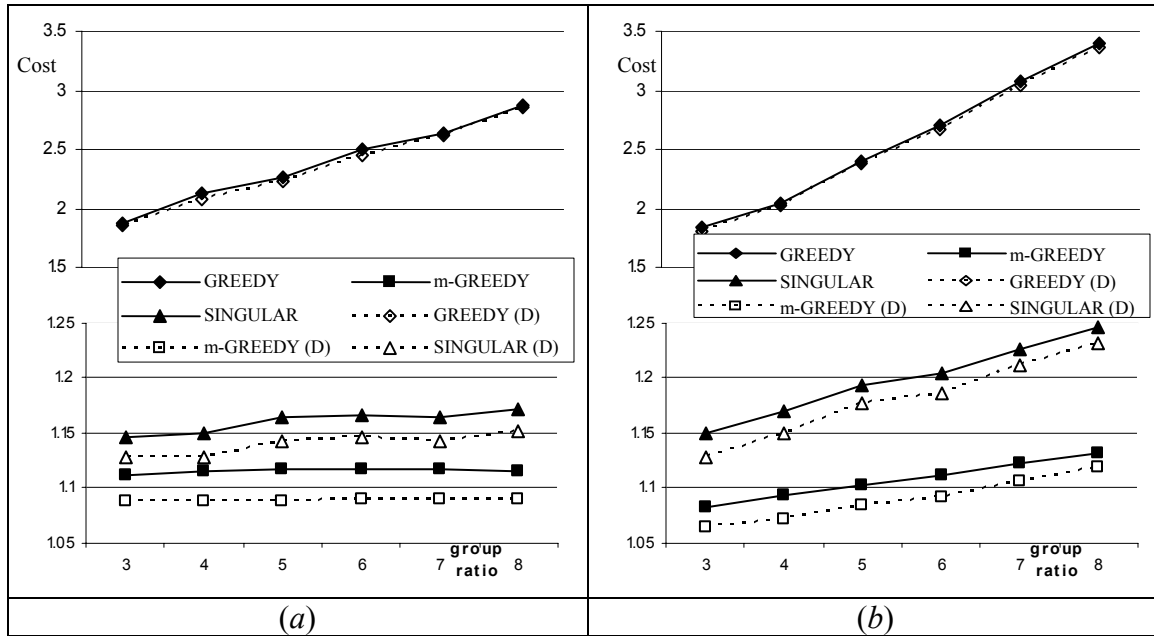 3.5
Cost
3
2.5
2
1.5
GREEDY m-GREEDY
SINGULAR GREEDY (D)
m-GREEDY (D) SINGULAR (D)
1.25
1.2
1.15
1.1
1.05
3 4 5 6 7 8
group
ratio
(a)
3.5
Cost
3
2.5
2
1.5
GREEDY m-GREEDY
SINGULAR GREEDY (D)
m-GREEDY (D) SINGULAR (D)
1.25
1.2
1.15
1.1
1.05
3 4 5 6 7 8
group
ratio
(b)